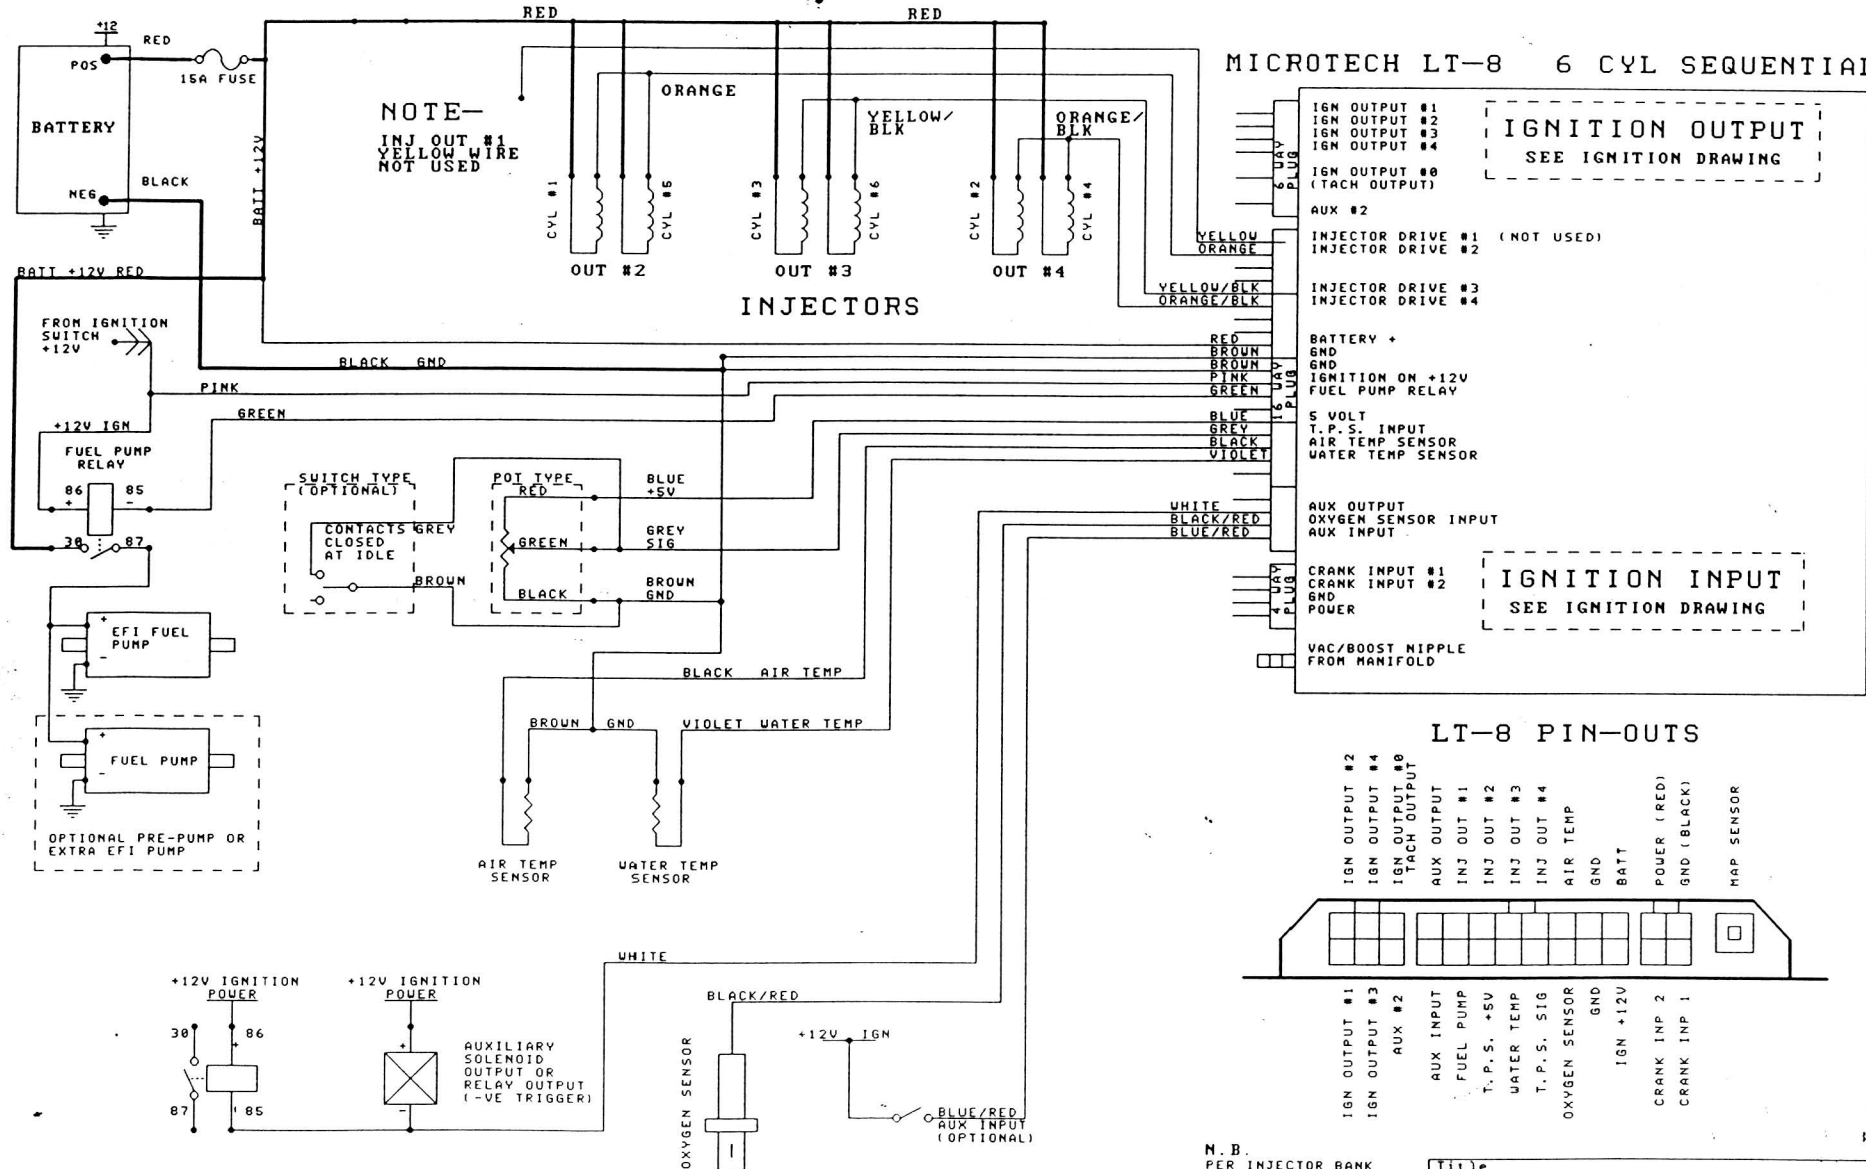 RED
RED
+12
RED
POS
15A FUSE
BATTERY
NEG
BLACK
BATT +12V
BATT +12V RED
NOTE—
INJ OUT #1
YELLOW WIRE
NOT USED
ORANGE
YELLOW/
BLK
ORANGE/
BLK
CYL #1
CYL #5
CYL #3
CYL #6
CYL #2
CYL #4
OUT #2
OUT #3
OUT #4
INJECTORS
MICROTECH LT—8 6 CYL SEQUENTIAL
IGN OUTPUT #1
IGN OUTPUT #2
IGN OUTPUT #3
IGN OUTPUT #4
IGN OUTPUT #0
(TACH OUTPUT)
AUX #2
6 WAY
PLUG
IGNITION OUTPUT
SEE IGNITION DRAWING
YELLOW
ORANGE
INJECTOR DRIVE #1 (NOT USED)
INJECTOR DRIVE #2
YELLOW/BLK
ORANGE/BLK
INJECTOR DRIVE #3
INJECTOR DRIVE #4
RED
BROWN
BROWN
PINK
GREEN
BATTERY +
GND
GND
IGNITION ON +12V
FUEL PUMP RELAY
16 WAY
PLUG
BLUE
GREY
BLACK
VIOLET
5 VOLT
T.P.S. INPUT
AIR TEMP SENSOR
WATER TEMP SENSOR
WHITE
BLACK/RED
BLUE/RED
AUX OUTPUT
OXYGEN SENSOR INPUT
AUX INPUT
4 WAY
PLUG
CRANK INPUT #1
CRANK INPUT #2
GND
POWER
IGNITION INPUT
SEE IGNITION DRAWING
VAC/BOOST NIPPLE
FROM MANIFOLD
FROM IGNITION
SWITCH
+12V
BLACK GND
PINK
GREEN
+12V IGN
FUEL PUMP
RELAY
86
85
+
-
30
87
SWITCH TYPE
(OPTIONAL)
CONTACTS
CLOSED
AT IDLE
GREY
BROWN
POT TYPE
RED
GREEN
BLACK
BLUE
+5V
GREY
SIG
BROWN
GND
+
EFI FUEL
PUMP
-
+
FUEL PUMP
-
OPTIONAL PRE-PUMP OR
EXTRA EFI PUMP
BLACK AIR TEMP
BROWN GND
VIOLET WATER TEMP
AIR TEMP
SENSOR
WATER TEMP
SENSOR
LT—8 PIN—OUTS
IGN OUTPUT #2
IGN OUTPUT #4
IGN OUTPUT #0
TACH OUTPUT
AUX OUTPUT
INJ OUT #1
INJ OUT #2
INJ OUT #3
INJ OUT #4
AIR TEMP
GND
BATT
POWER (RED)
GND (BLACK)
MAP SENSOR
IGN OUTPUT #1
IGN OUTPUT #3
AUX #2
AUX INPUT
FUEL PUMP
T.P.S. +5V
WATER TEMP
T.P.S. SIG
OXYGEN SENSOR
GND
IGN +12V
CRANK INP 2
CRANK INP 1
WHITE
+12V IGNITION
POWER
30
86
+
87
85
+12V IGNITION
POWER
+
-
AUXILIARY
SOLENOID
OUTPUT OR
RELAY OUTPUT
(-VE TRIGGER)
BLACK/RED
OXYGEN SENSOR
+12V IGN
BLUE/RED
AUX INPUT
(OPTIONAL)
N.B.
PER INJECTOR BANK
Title